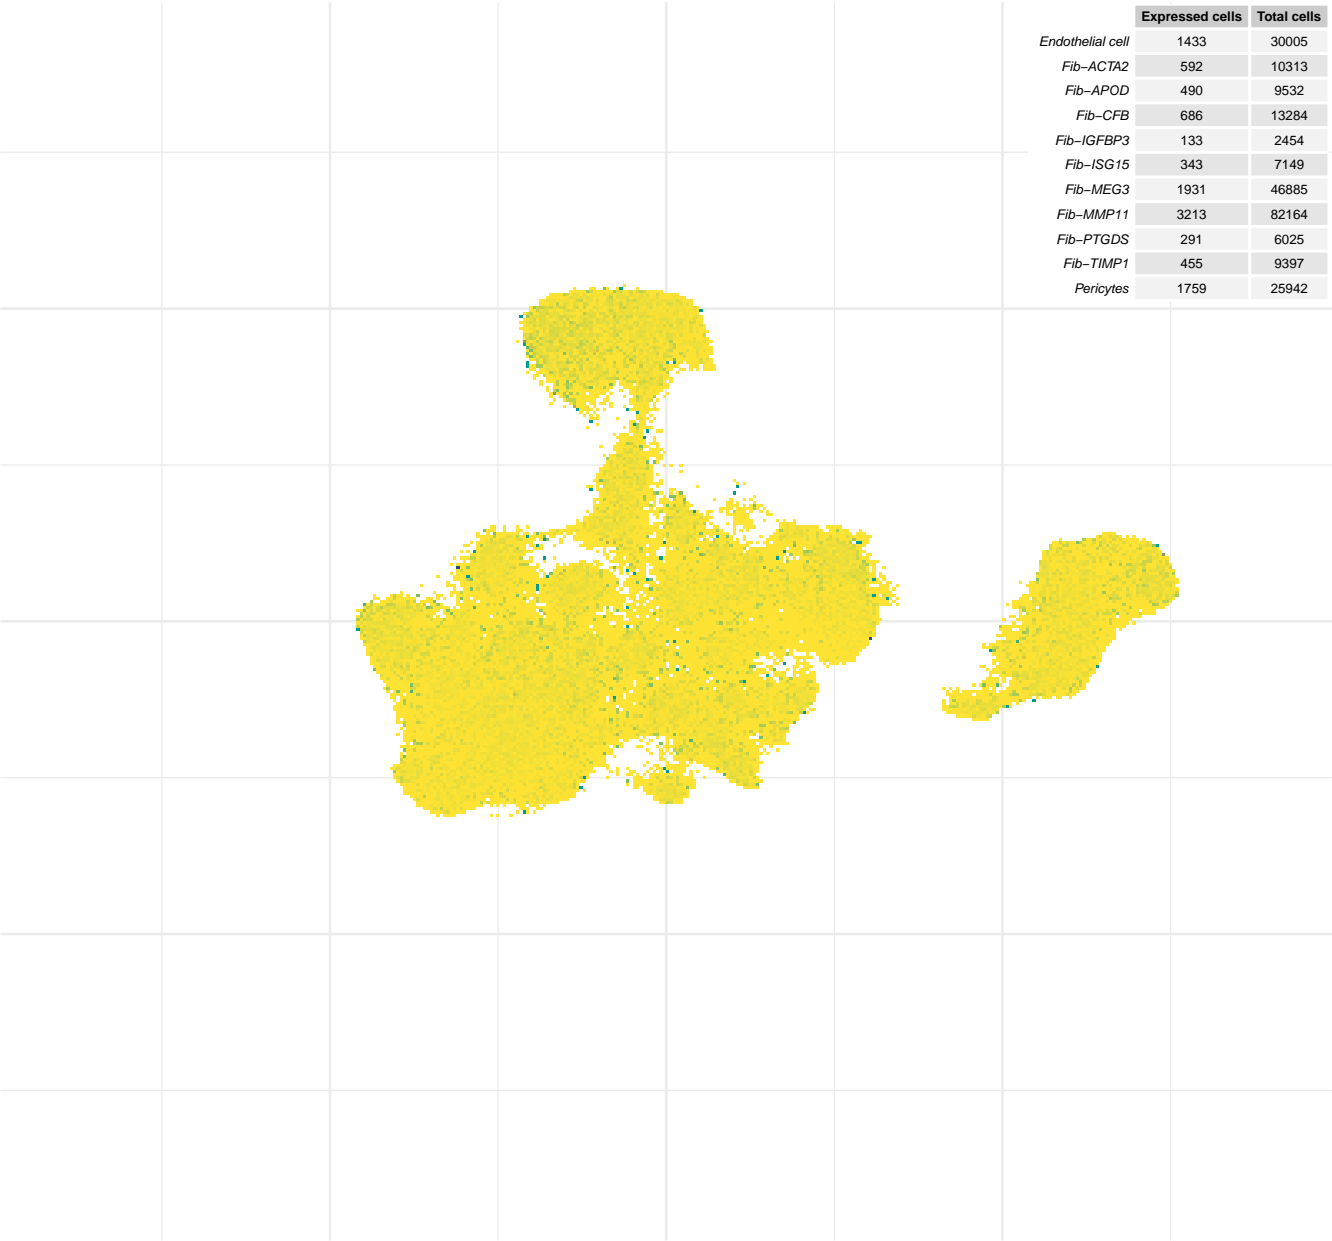 Expressed cells Total cells
Endothelial cell 1433 30005
Fib−ACTA2 592 10313
Fib−APOD 490 9532
Fib−CFB 686 13284
Fib−IGFBP3 133 2454
Fib−ISG15 343 7149
Fib−MEG3 1931 46885
Fib−MMP11 3213 82164
Fib−PTGDS 291 6025
Fib−TIMP1 455 9397
Pericytes 1759 25942